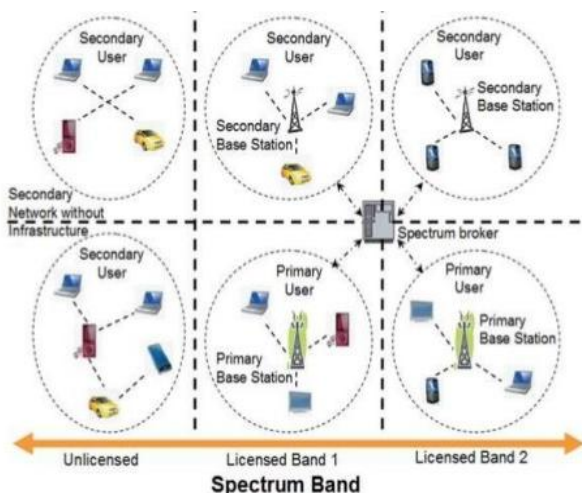 Secondary
User
Secondary
User
Secondary
Base Station
Secondary
User
Secondary
Base Station
Secondary
Network without
Infrastructure
Spectrum broker
Secondary
User
Primary
User
Primary
Base Station
Primary
User
Primary
Base Station
Unlicensed
Licensed Band 1
Licensed Band 2
Spectrum Band